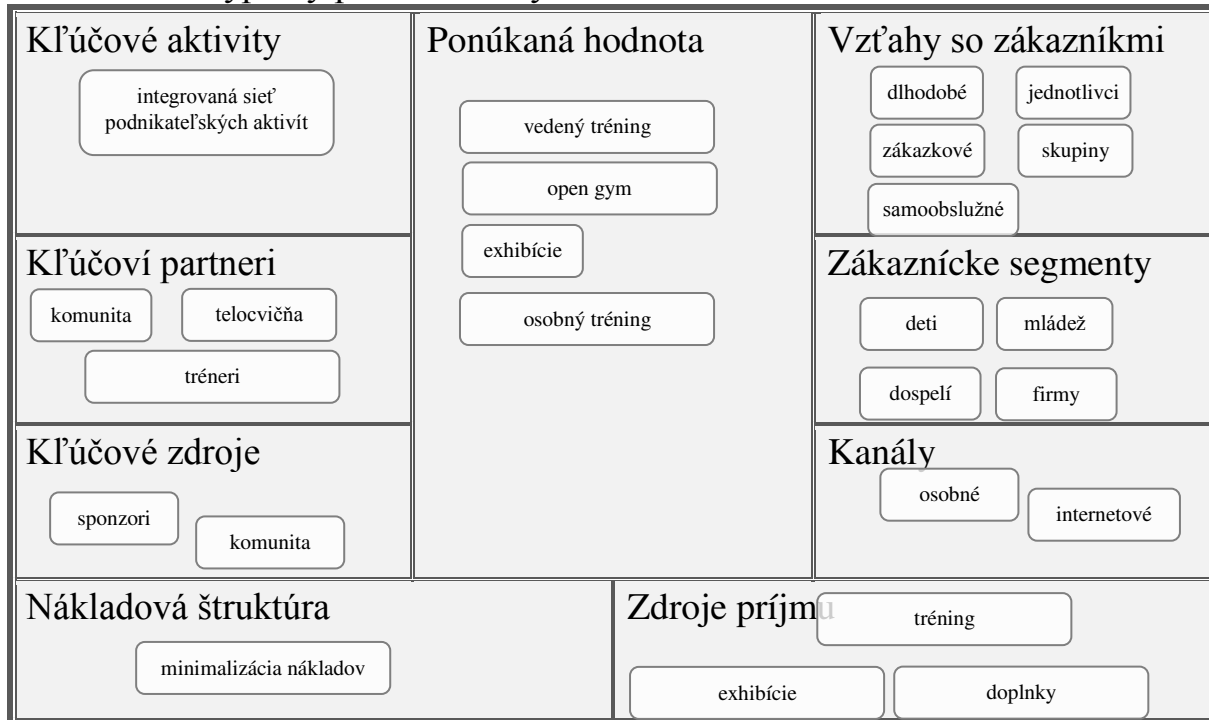 Kľúčové aktivity
integrovaná sieť
podnikateľských aktivít
Kľúčoví partneri
komunita
telocvičňa
tréneri
Kľúčové zdroje
sponzori
komunita
Ponúkaná hodnota
vedený tréning
open gym
exhibície
osobný tréning
Vzťahy so zákazníkmi
dlhodobé
jednotlivci
zákazkové
skupiny
samoobslužné
Zákaznícke segmenty
deti
mládež
dospelí
firmy
Kanály
osobné
internetové
Nákladová štruktúra
minimalizácia nákladov
Zdroje príjmu
tréning
exhibície
doplnky